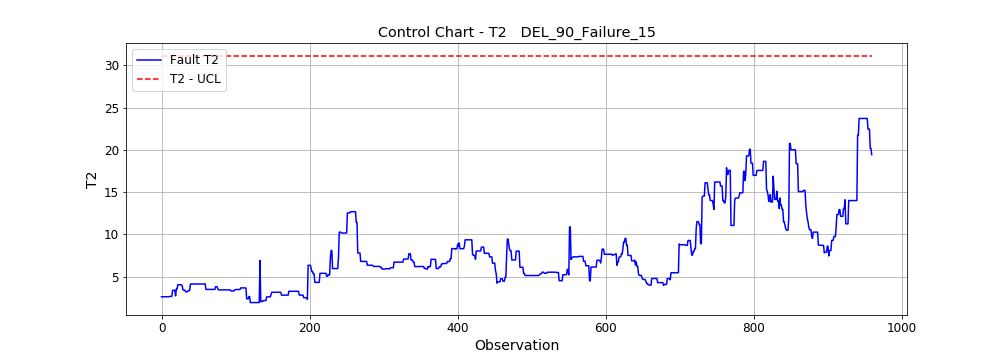 Control Chart - T2 DEL_90_Failure_15
Fault T2
T2 - UCL
30
25
20
15
10
5
T2
0 200 400 600 800 1000
Observation